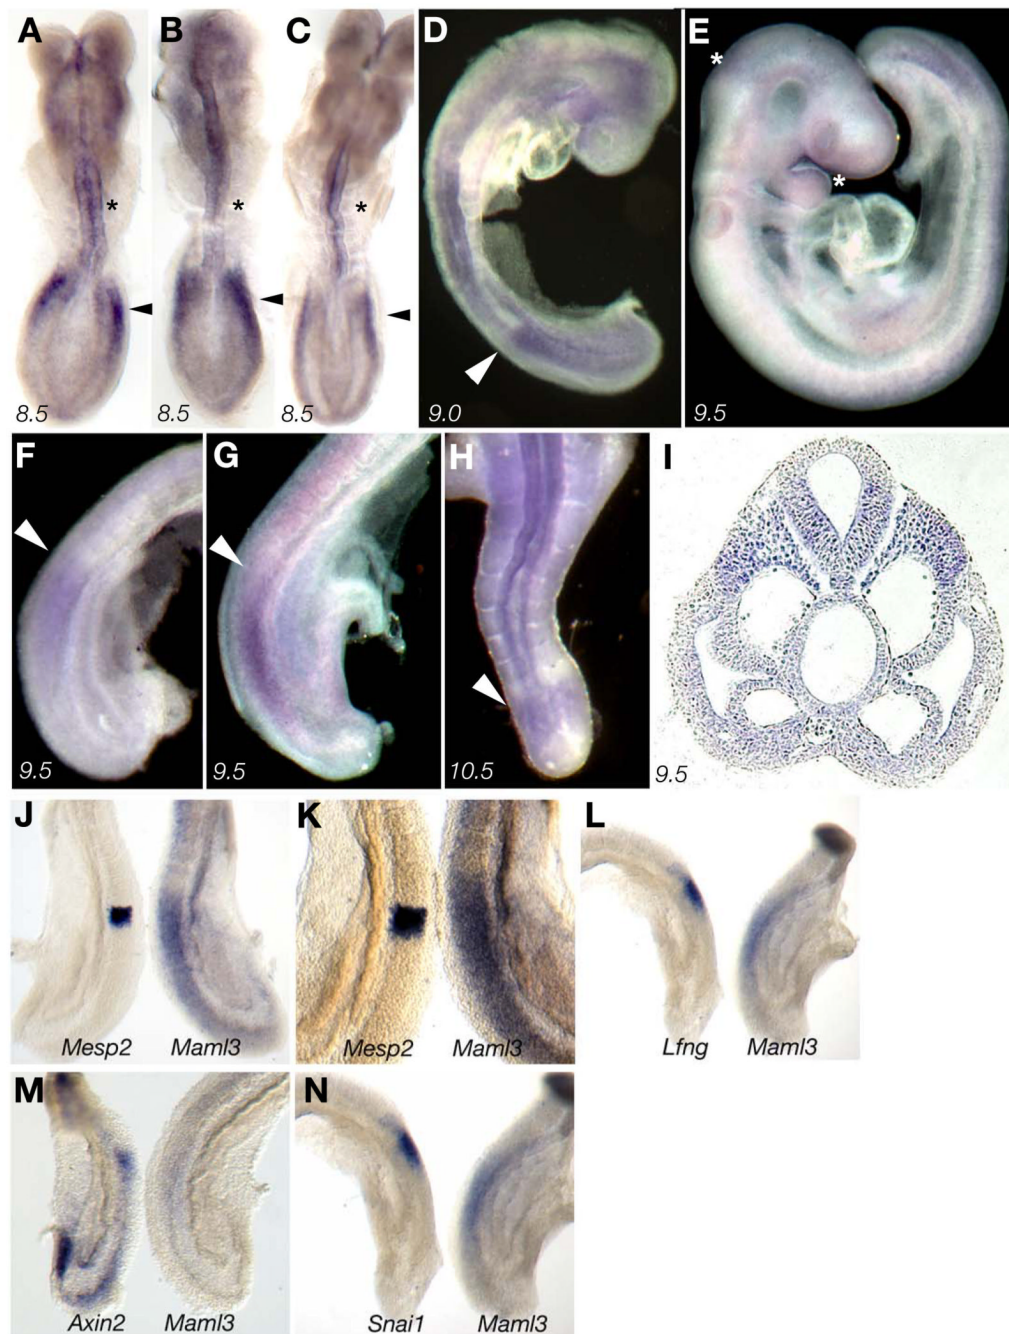 A B C D E
* * * * *
8.5 8.5 8.5 9.0 9.5
F G H I
9.5 9.5 10.5 9.5
J K L
Mesp2 Maml3 Mesp2 Maml3 Lfng Maml3
M N
Axin2 Maml3 Snai1 Maml3